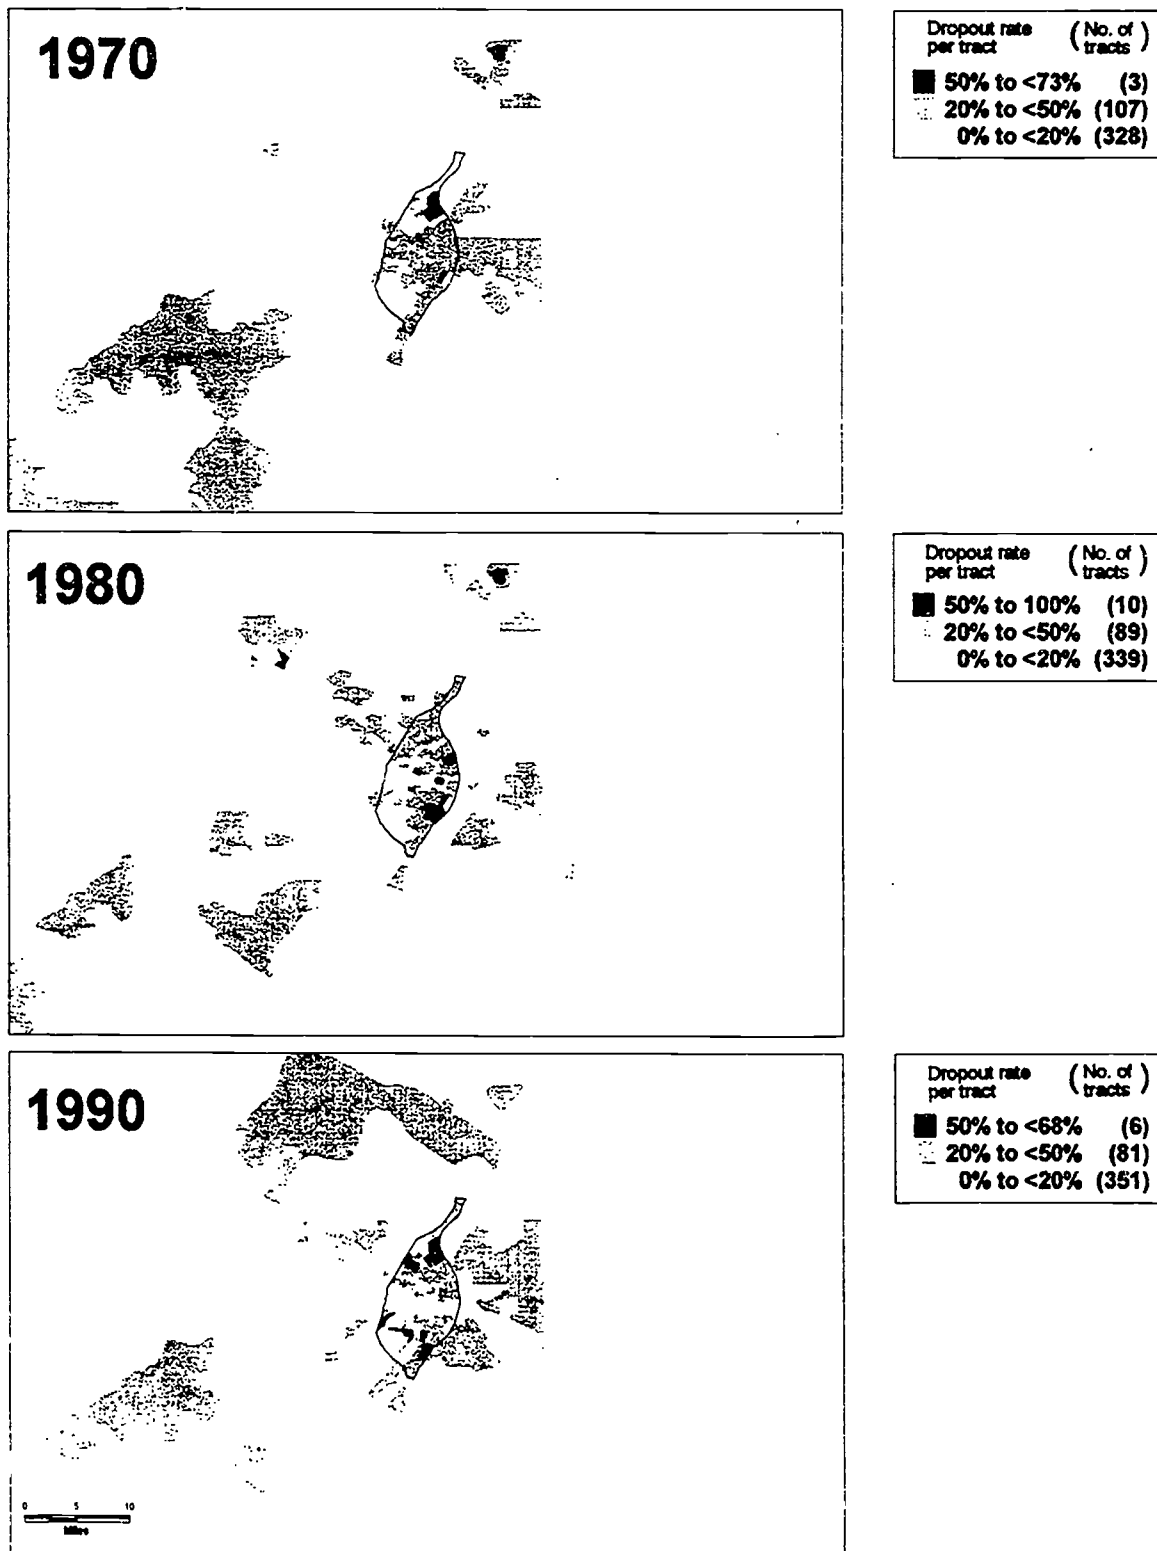 1970
Dropout rate per tract (No. of tracts)
50% to <73% (3)
20% to <50% (107)
0% to <20% (328)
1980
Dropout rate per tract (No. of tracts)
50% to 100% (10)
20% to <50% (89)
0% to <20% (339)
1990
Dropout rate per tract (No. of tracts)
50% to <68% (6)
20% to <50% (81)
0% to <20% (351)
0 5 10
Miles